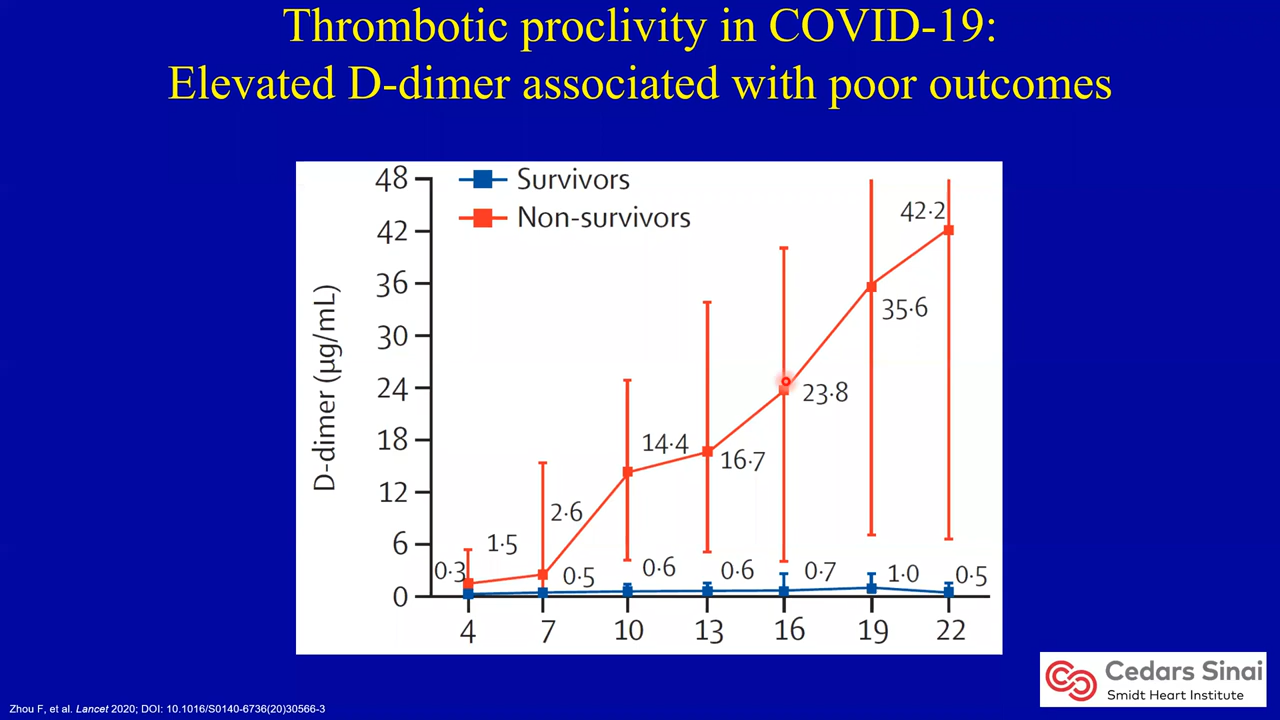 Thrombotic proclivity in COVID-19:
Elevated D-dimer associated with poor outcomes
Survivors
Non-survivors
D-dimer (µg/mL)
48
42
36
30
24
18
12
6
0
42·2
35·6
23·8
16·7
14·4
2·6
1·5
0·3
0·5
0·6
0·6
0·7
1·0
0·5
4 7 10 13 16 19 22
Cedars Sinai
Smidt Heart Institute
Zhou F, et al. Lancet 2020; DOI: 10.1016/S0140-6736(20)30566-3